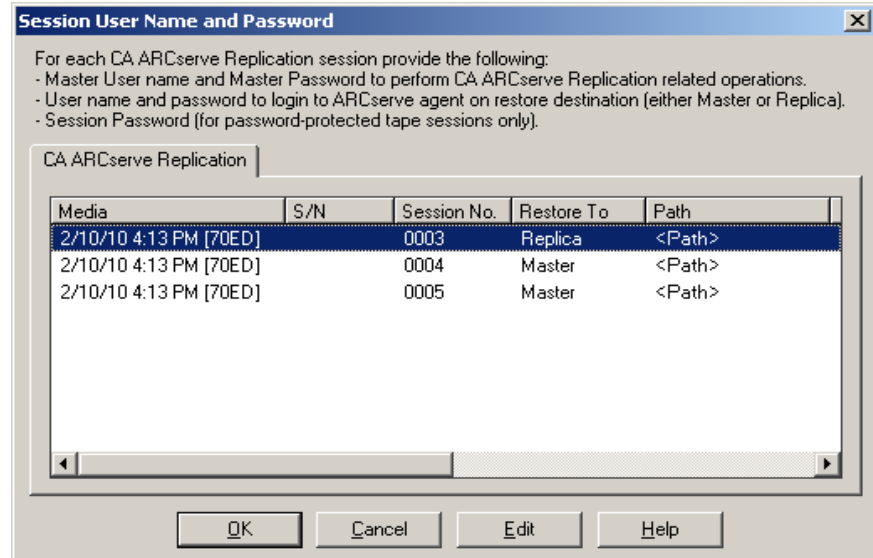 Session User Name and Password
For each CA ARCserve Replication session provide the following:
- Master User name and Master Password to perform CA ARCserve Replication related operations.
- User name and password to login to ARCserve agent on restore destination (either Master or Replica).
- Session Password (for password-protected tape sessions only).
CA ARCserve Replication
Media S/N Session No. Restore To Path
2/10/10 4:13 PM [70ED] 0003 Replica <Path>
2/10/10 4:13 PM [70ED] 0004 Master <Path>
2/10/10 4:13 PM [70ED] 0005 Master <Path>
OK Cancel Edit Help